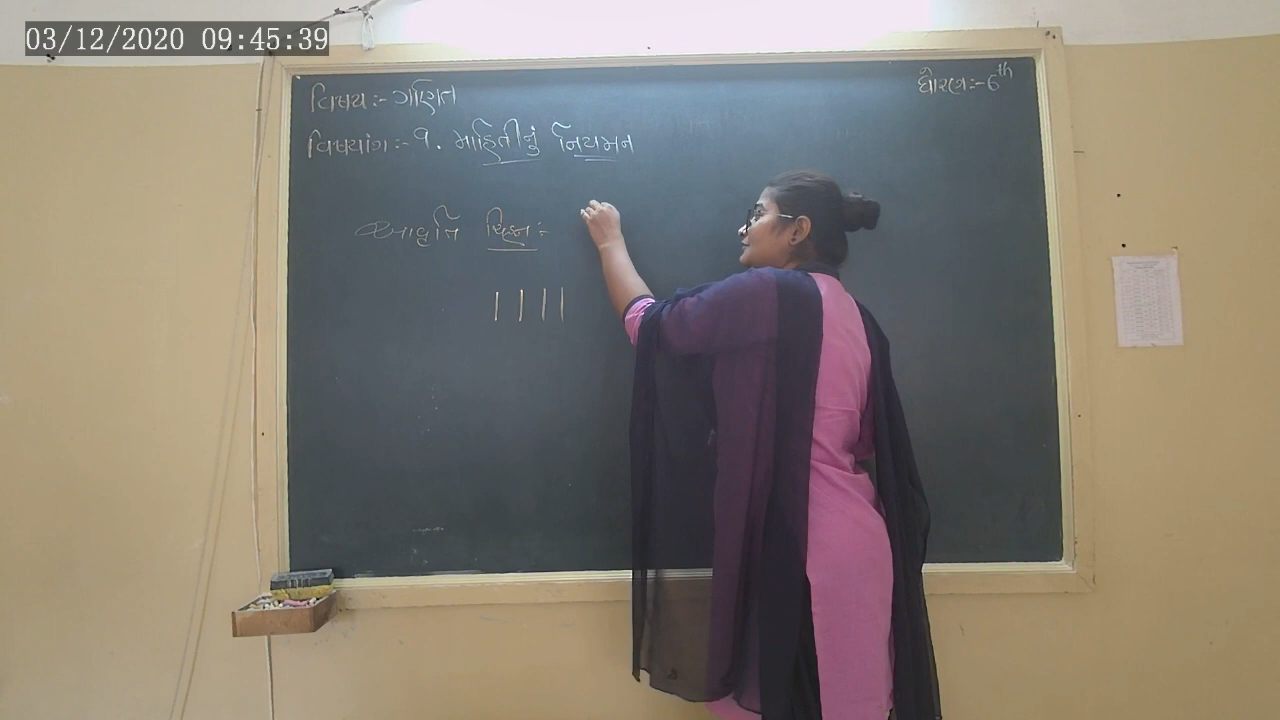 03/12/2020 09:45:39
વિષય:- ગણિત
ધોરણ:- 6th
વિષયાંગ:- ૧. માહિતીનું નિયમન
આવૃતિ ચિહ્ન :-
||||